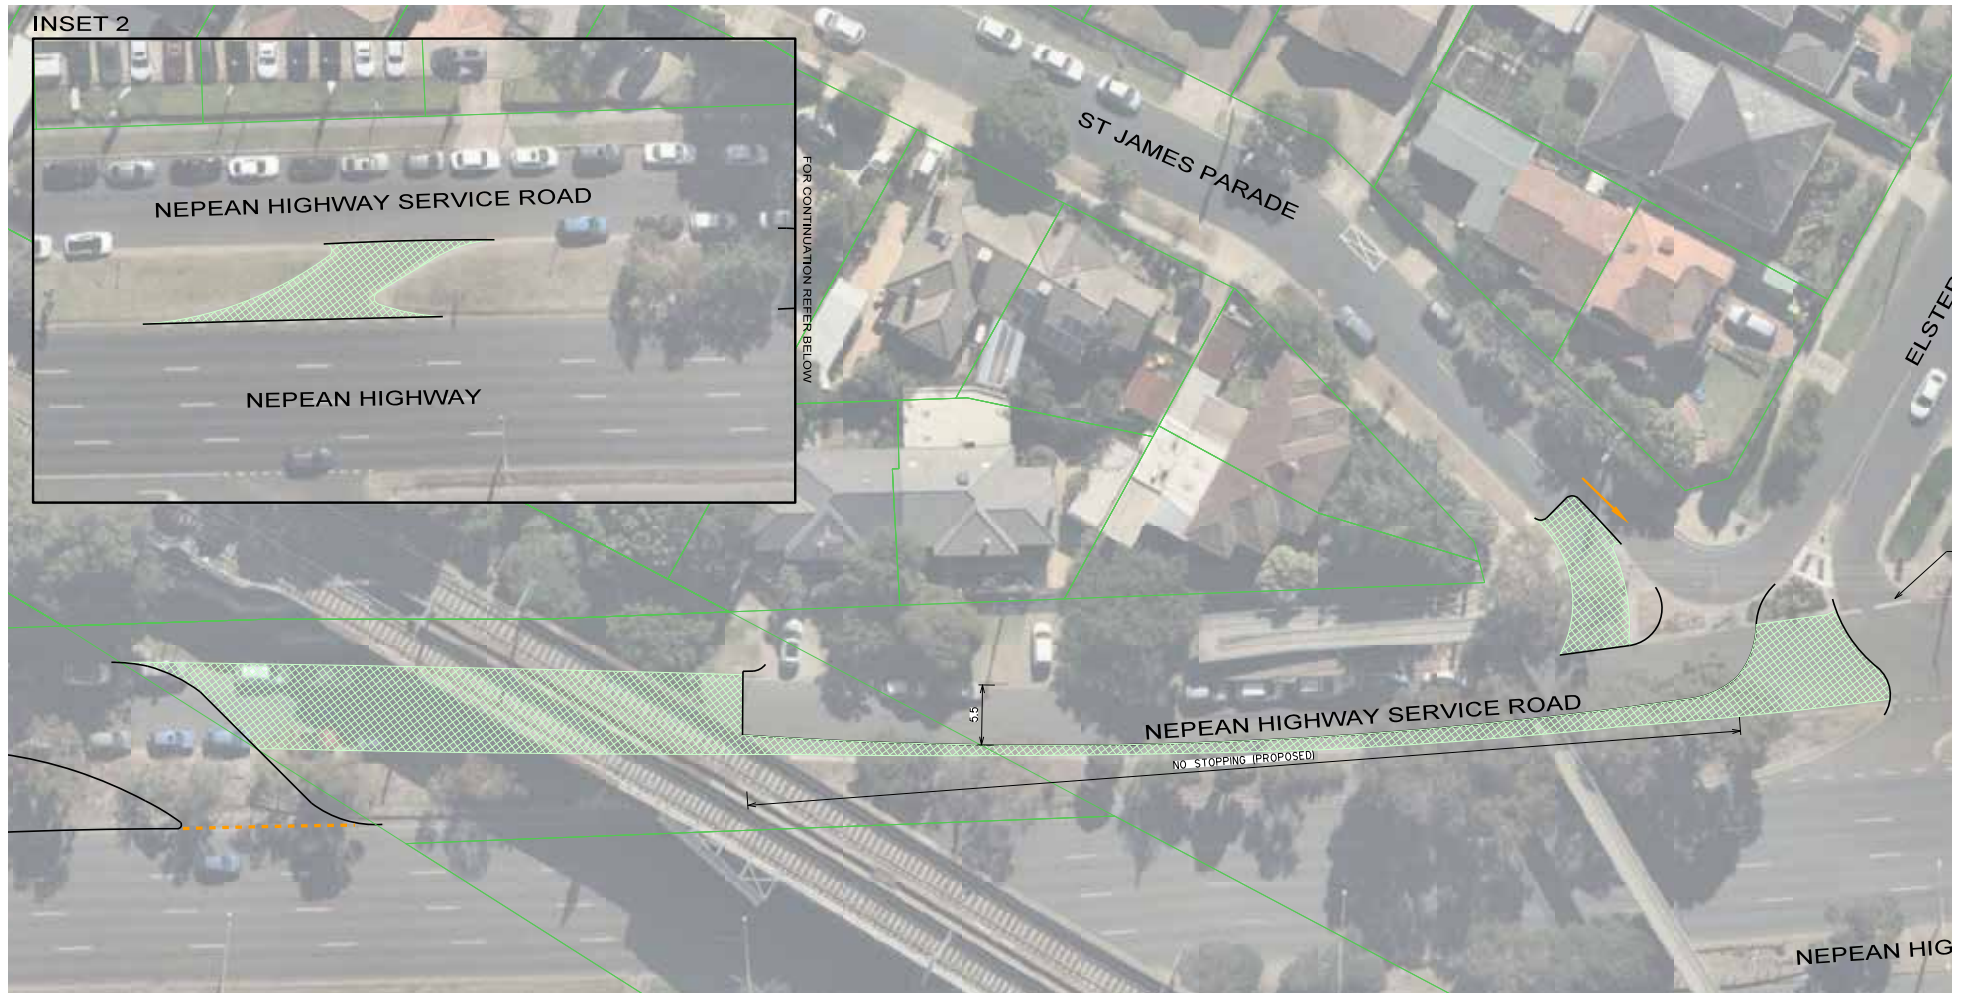 INSET 2
NEPEAN HIGHWAY SERVICE ROAD
NEPEAN HIGHWAY
FOR CONTINUATION REFER BELOW
ST JAMES PARADE
5.5
NEPEAN HIGHWAY SERVICE ROAD
NO STOPPING (PROPOSED)
NEPEAN HIG